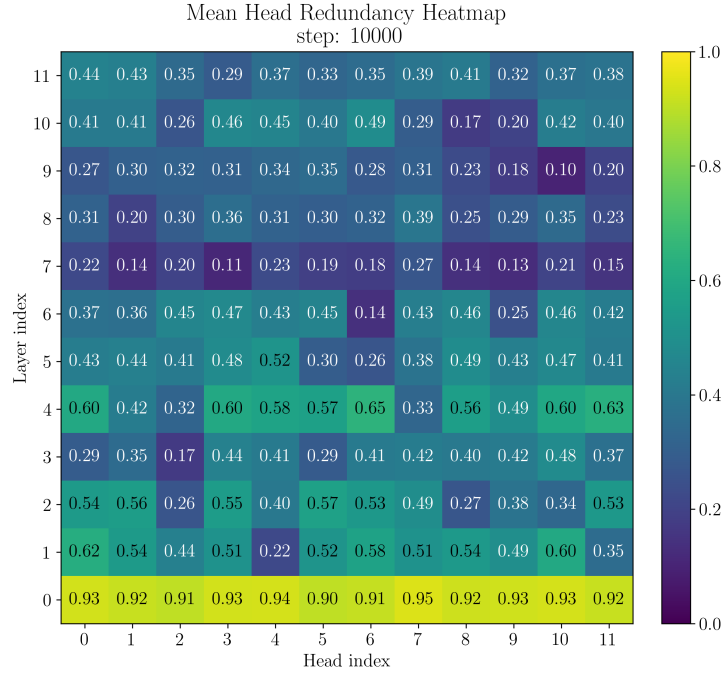 Mean Head Redundancy Heatmap
step: 10000
11 0.44 0.43 0.35 0.29 0.37 0.33 0.35 0.39 0.41 0.32 0.37 0.38
10 0.41 0.41 0.26 0.46 0.45 0.40 0.49 0.29 0.17 0.20 0.42 0.40
9 0.27 0.30 0.32 0.31 0.34 0.35 0.28 0.31 0.23 0.18 0.10 0.20
8 0.31 0.20 0.30 0.36 0.31 0.30 0.32 0.39 0.25 0.29 0.35 0.23
7 0.22 0.14 0.20 0.11 0.23 0.19 0.18 0.27 0.14 0.13 0.21 0.15
6 0.37 0.36 0.45 0.47 0.43 0.45 0.14 0.43 0.46 0.25 0.46 0.42
5 0.43 0.44 0.41 0.48 0.52 0.30 0.26 0.38 0.49 0.43 0.47 0.41
4 0.60 0.42 0.32 0.60 0.58 0.57 0.65 0.33 0.56 0.49 0.60 0.63
3 0.29 0.35 0.17 0.44 0.41 0.29 0.41 0.42 0.40 0.42 0.48 0.37
2 0.54 0.56 0.26 0.55 0.40 0.57 0.53 0.49 0.27 0.38 0.34 0.53
1 0.62 0.54 0.44 0.51 0.22 0.52 0.58 0.51 0.54 0.49 0.60 0.35
0 0.93 0.92 0.91 0.93 0.94 0.90 0.91 0.95 0.92 0.93 0.93 0.92
0 1 2 3 4 5 6 7 8 9 10 11
Head index
Layer index
1.0
0.8
0.6
0.4
0.2
0.0